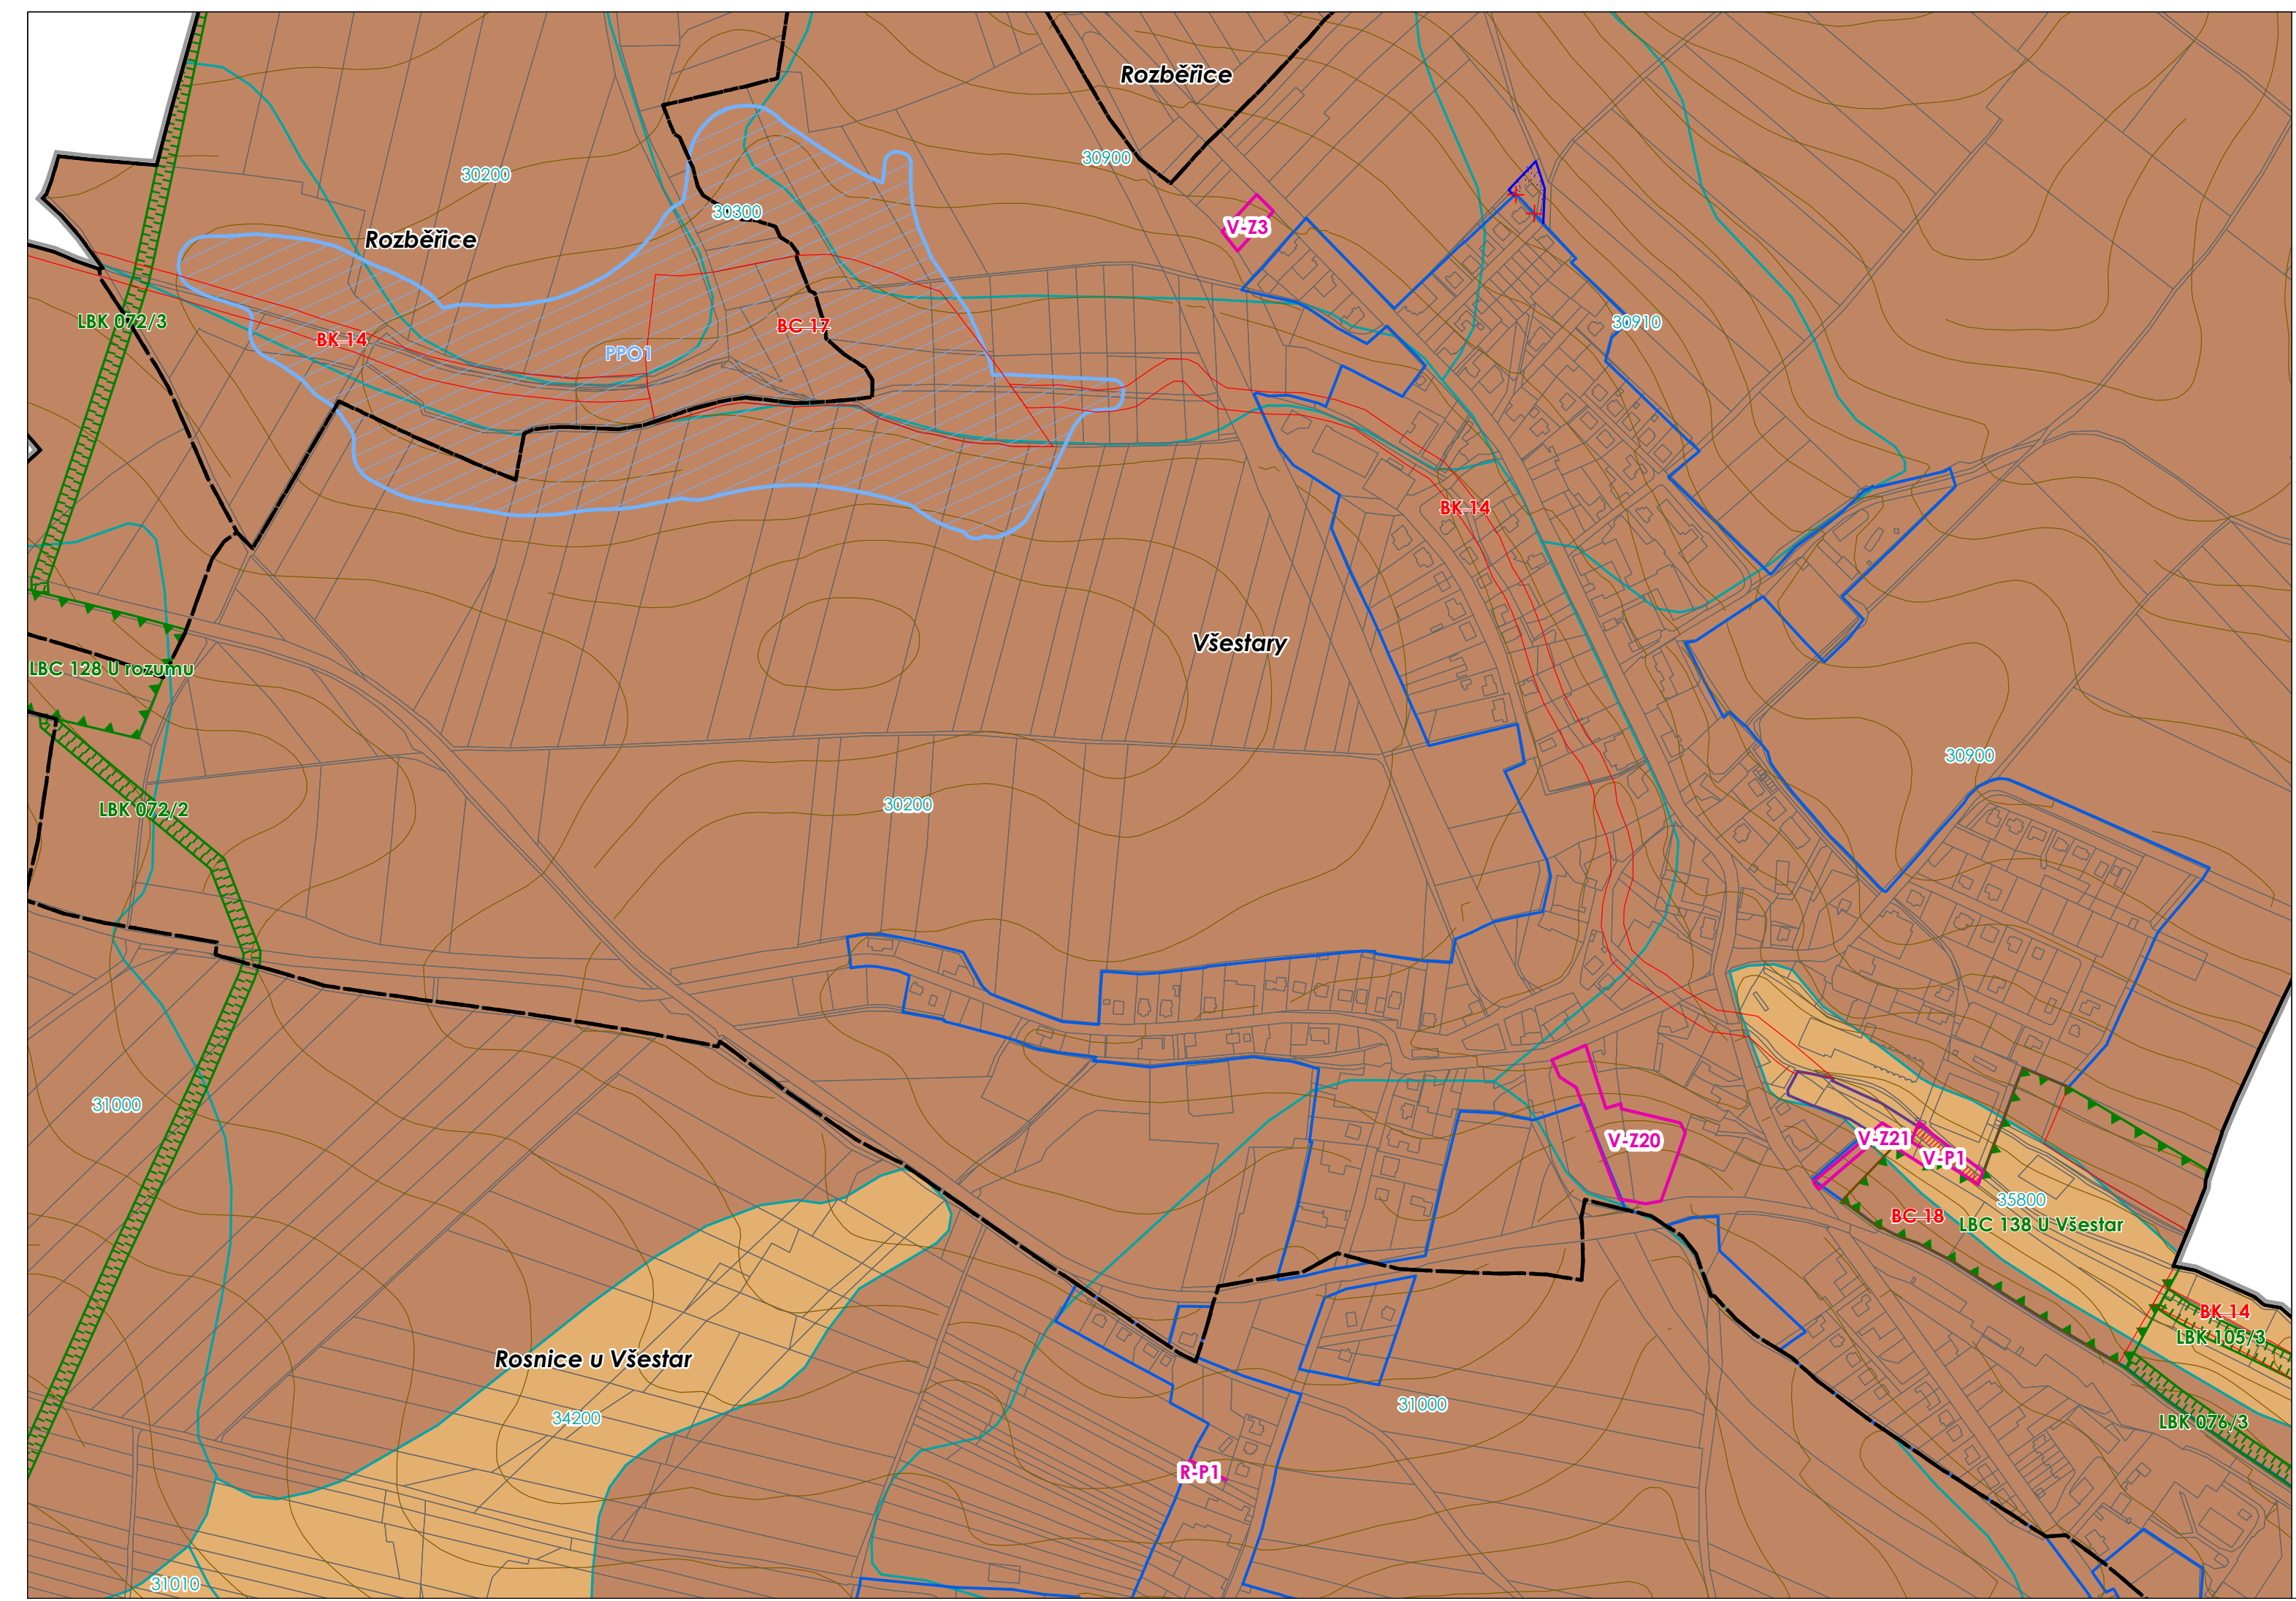 Rozběřice
30900
30200
30300
V-Z3
Rozběřice
LBK 072/3
BK 14
BC 17
PPO1
30910
BK 14
Všestary
LBC 128 U rozumu
30900
30200
LBK 072/2
31000
V-Z20
V-Z21
V-P1
35800
BC 18
LBC 138 U Všestar
BK 14
LBK 105/3
Rosnice u Všestar
34200
31000
LBK 076/3
R-P1
31010